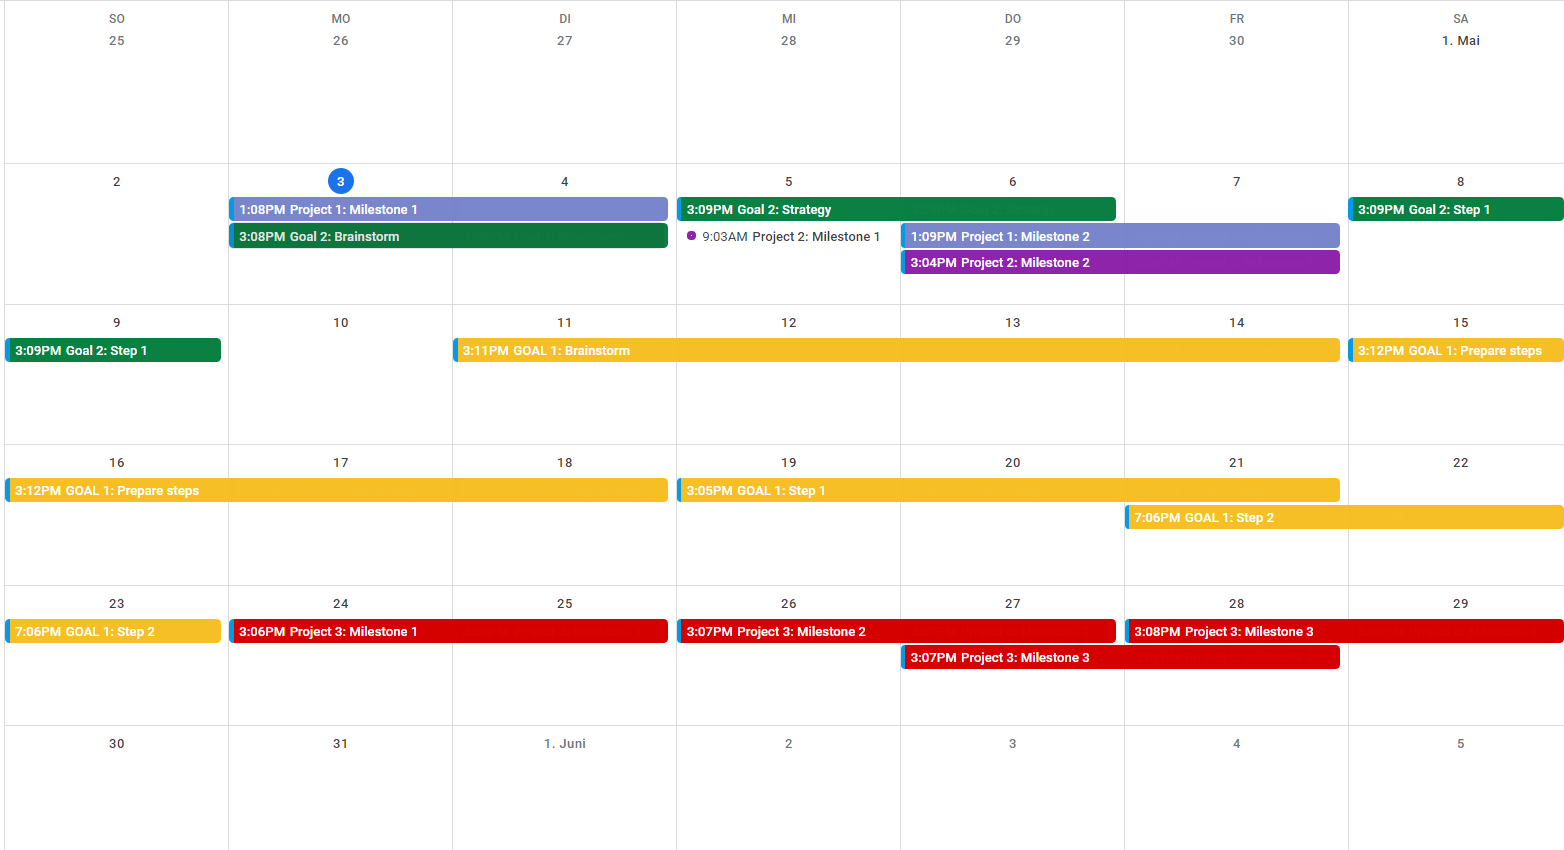 SO MO DI MI DO FR SA
25 26 27 28 29 30 1. Mai
2 3 4 5 6 7 8
1:08PM Project 1: Milestone 1 3:09PM Goal 2: Strategy 3:09PM Goal 2: Step 1
3:08PM Goal 2: Brainstorm 9:03AM Project 2: Milestone 1 1:09PM Project 1: Milestone 2
3:04PM Project 2: Milestone 2
9 10 11 12 13 14 15
3:09PM Goal 2: Step 1 3:11PM GOAL 1: Brainstorm 3:12PM GOAL 1: Prepare steps
16 17 18 19 20 21 22
3:12PM GOAL 1: Prepare steps 3:05PM GOAL 1: Step 1
7:06PM GOAL 1: Step 2
23 24 25 26 27 28 29
7:06PM GOAL 1: Step 2 3:06PM Project 3: Milestone 1 3:07PM Project 3: Milestone 2 3:08PM Project 3: Milestone 3
3:07PM Project 3: Milestone 3
30 31 1. Juni 2 3 4 5